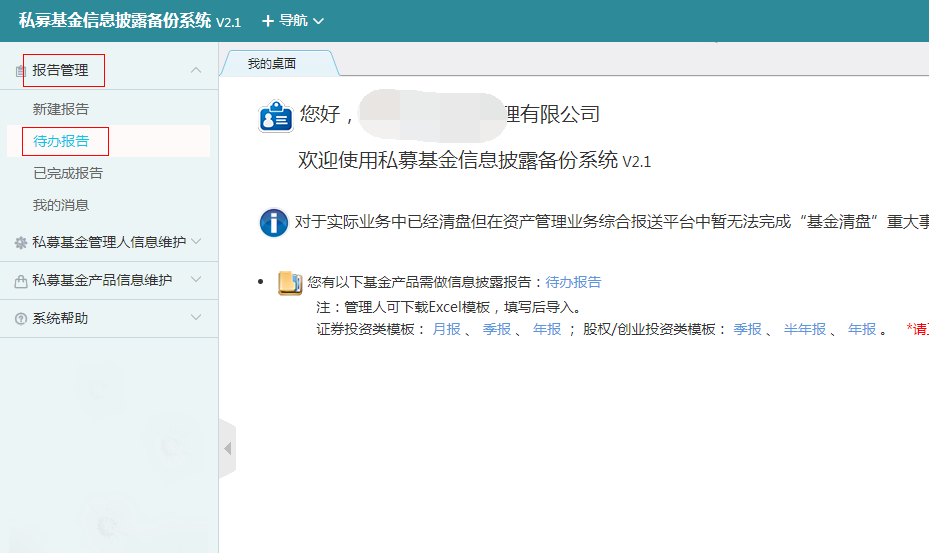 私募基金信息披露备份系统 V2.1 + 导航
报告管理
新建报告
待办报告
已完成报告
我的消息
私募基金管理人信息维护
私募基金产品信息维护
系统帮助
我的桌面
您好，理有限公司
欢迎使用私募基金信息披露备份系统 V2.1
对于实际业务中已经清盘但在资产管理业务综合报送平台中暂无法完成“基金清盘”重大事
您有以下基金产品需做信息披露报告：待办报告
注：管理人可下载Excel模板，填写后导入。
证券投资类模板： 月报 、 季报 、 年报 ； 股权/创业投资类模板： 季报 、 半年报 、 年报 。 *请